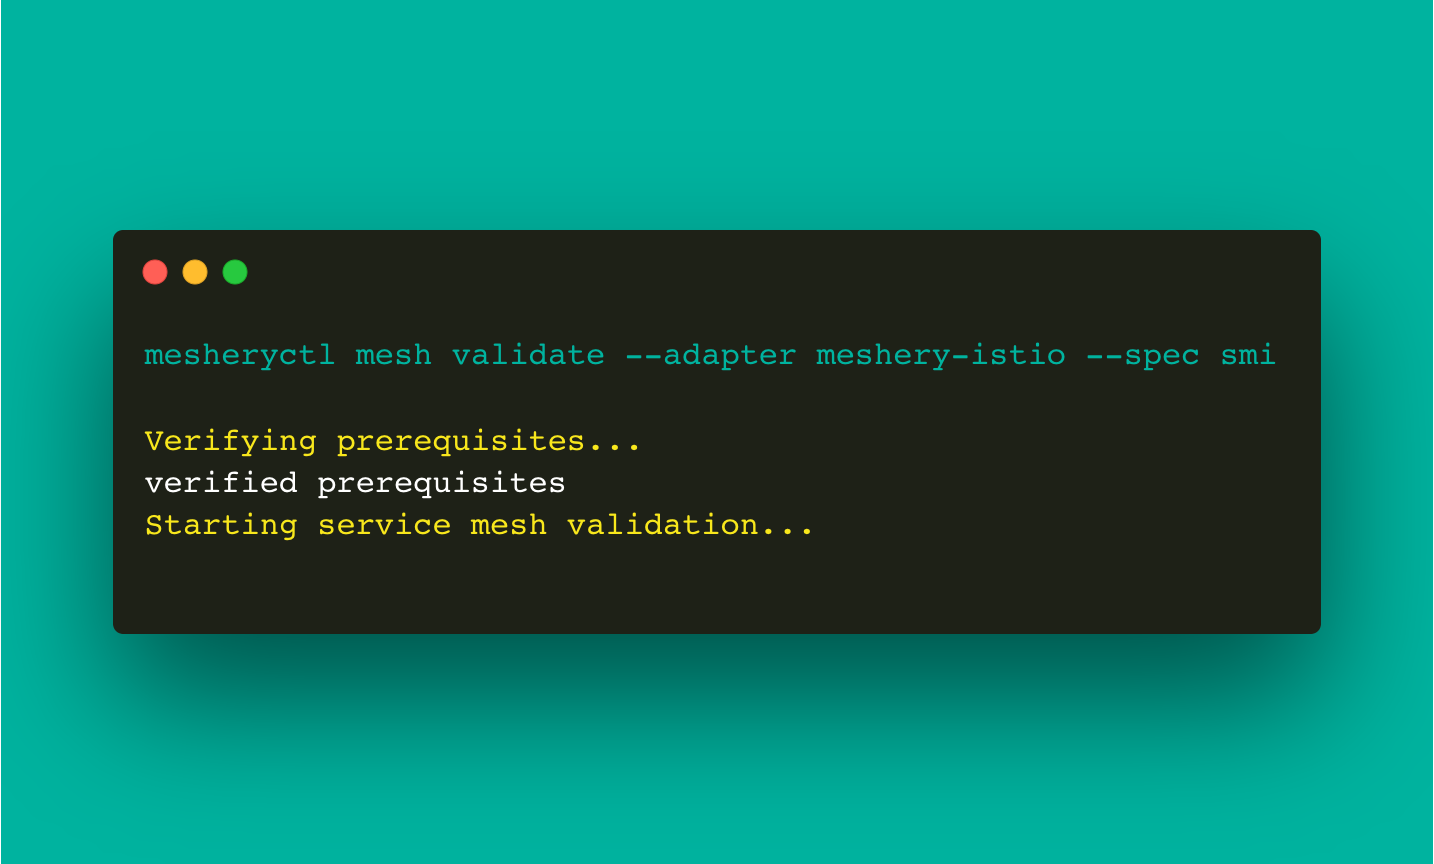 mesheryctl mesh validate --adapter meshery-istio --spec smi
Verifying prerequisites...
verified prerequisites
Starting service mesh validation...